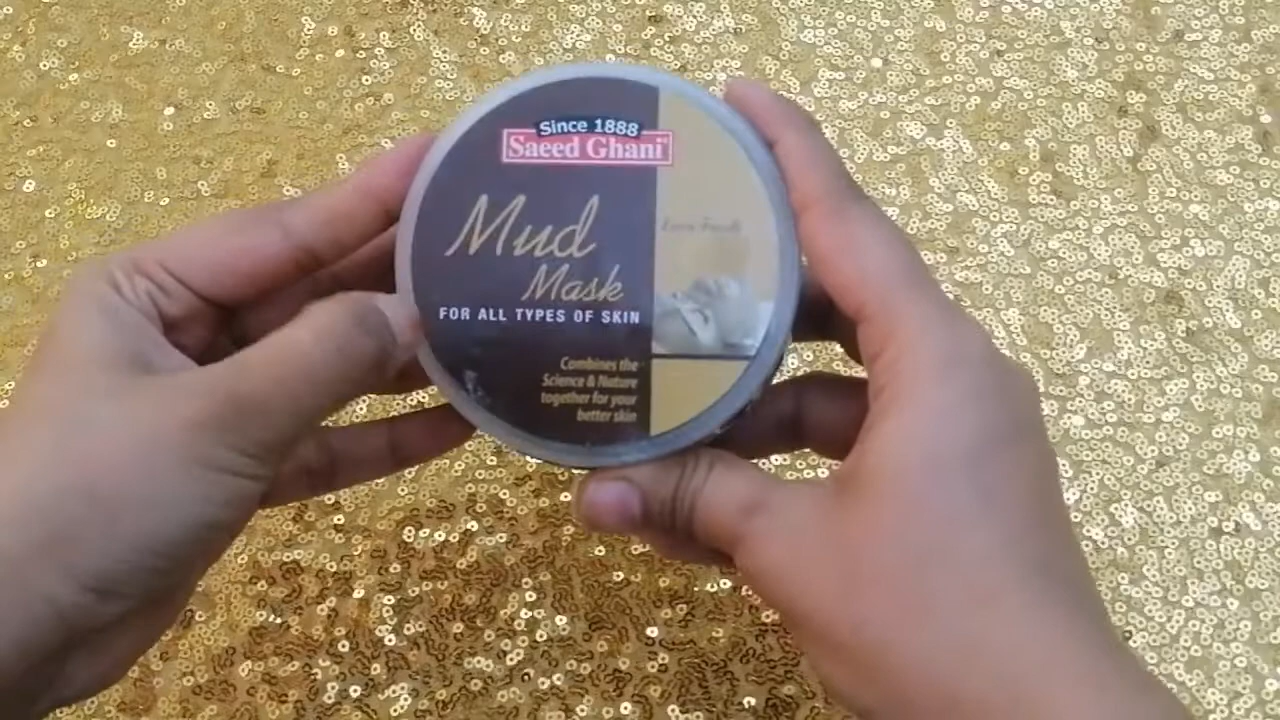 Since 1888
Saeed Ghani
Mud
Mask
FOR ALL TYPES OF SKIN
Combines the
Science & Nature
together for your
better skin